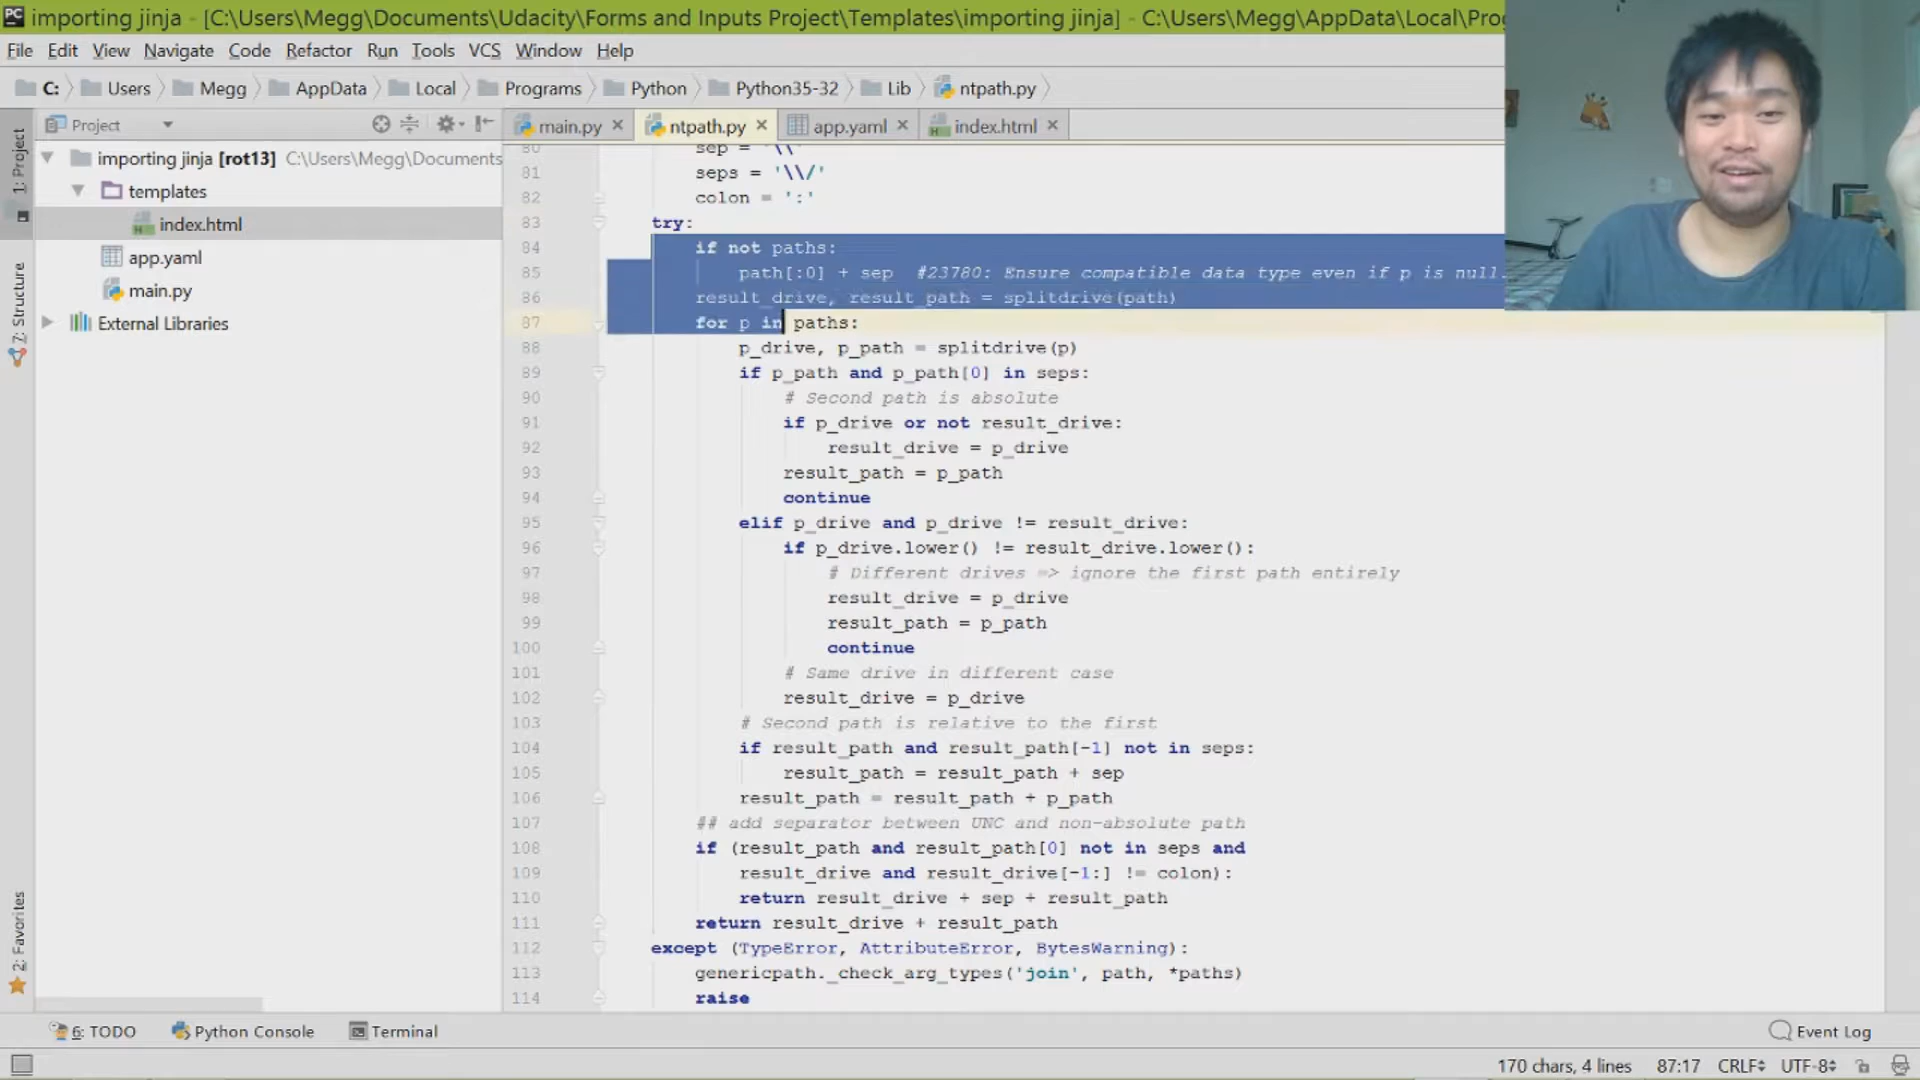 PC importing jinja - [C:\Users\Megg\Documents\Udacity\Forms and Inputs Project\Templates\importing jinja] - C:\Users\Megg\AppData\Local\Pro
File Edit View Navigate Code Refactor Run Tools VCS Window Help
C: Users Megg AppData Local Programs Python Python35-32 Lib ntpath.py
Project
main.py ntpath.py app.yaml index.html
1: Project
7: Structure
2: Favorites
importing jinja [rot13] C:\Users\Megg\Documents
templates
index.html
app.yaml
main.py
External Libraries
80 sep = '\\'
81 seps = '\\/'
82 colon = ':'
83 try:
84 if not paths:
85 path[:0] + sep #23780: Ensure compatible data type even if p is null.
86 result_drive, result_path = splitdrive(path)
87 for p in paths:
88 p_drive, p_path = splitdrive(p)
89 if p_path and p_path[0] in seps:
90 # Second path is absolute
91 if p_drive or not result_drive:
92 result_drive = p_drive
93 result_path = p_path
94 continue
95 elif p_drive and p_drive != result_drive:
96 if p_drive.lower() != result_drive.lower():
97 # Different drives => ignore the first path entirely
98 result_drive = p_drive
99 result_path = p_path
100 continue
101 # Same drive in different case
102 result_drive = p_drive
103 # Second path is relative to the first
104 if result_path and result_path[-1] not in seps:
105 result_path = result_path + sep
106 result_path = result_path + p_path
107 ## add separator between UNC and non-absolute path
108 if (result_path and result_path[0] not in seps and
109 result_drive and result_drive[-1:] != colon):
110 return result_drive + sep + result_path
111 return result_drive + result_path
112 except (TypeError, AttributeError, BytesWarning):
113 genericpath._check_arg_types('join', path, *paths)
114 raise
6: TODO Python Console Terminal Event Log
170 chars, 4 lines 87:17 CRLF UTF-8